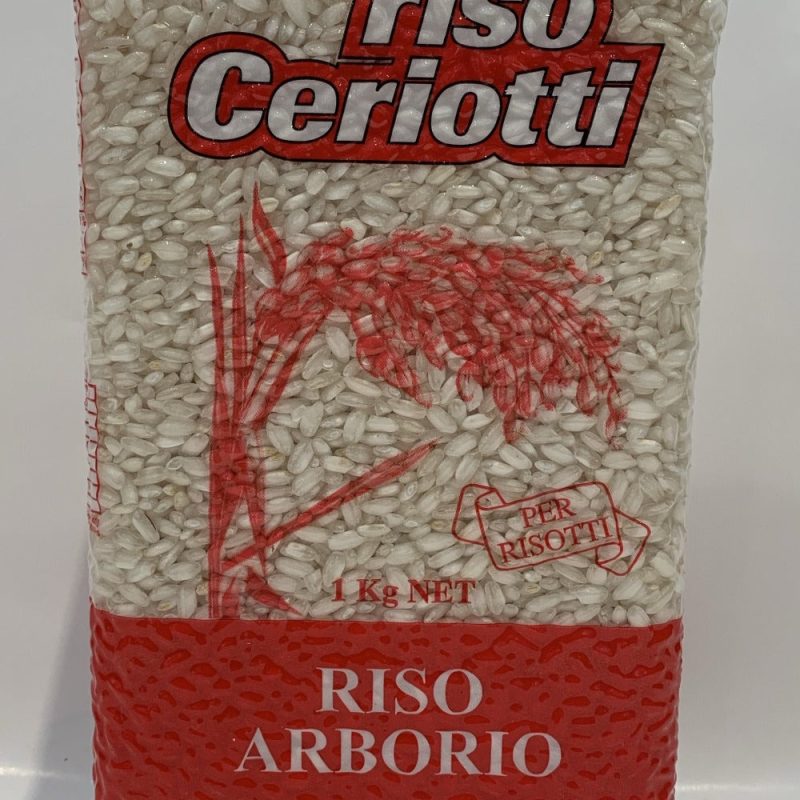 riso
Ceriotti
PER
RISOTTI
1 Kg NET
RISO
ARBORIO